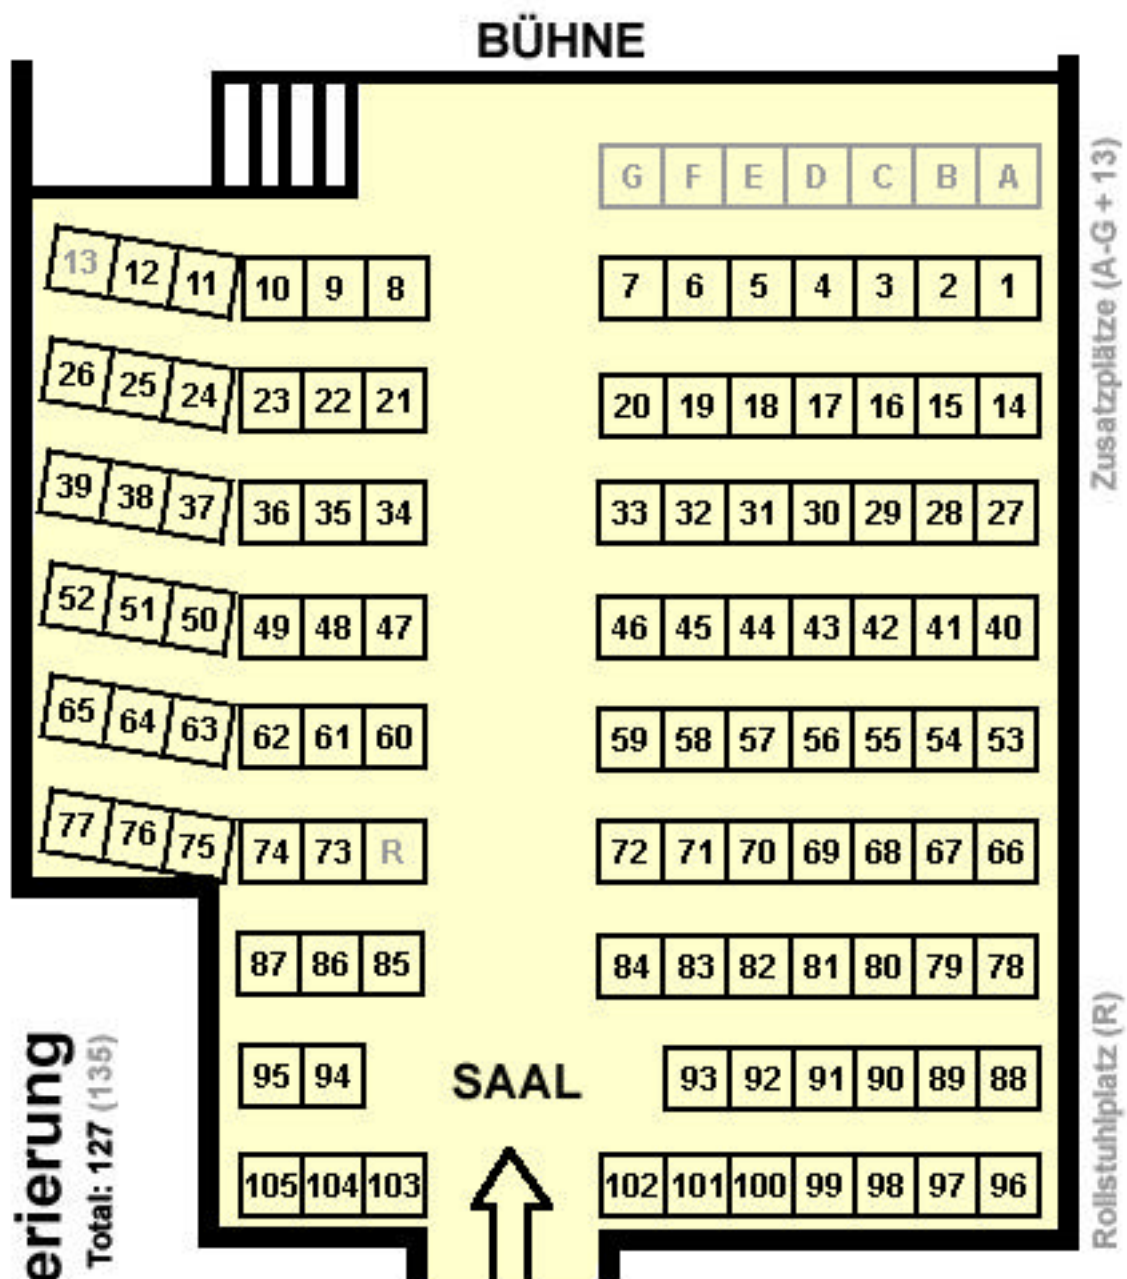 BÜHNE
G F E D C B A
13 12 11 10 9 8 7 6 5 4 3 2 1
26 25 24 23 22 21 20 19 18 17 16 15 14
39 38 37 36 35 34 33 32 31 30 29 28 27
52 51 50 49 48 47 46 45 44 43 42 41 40
65 64 63 62 61 60 59 58 57 56 55 54 53
77 76 75 74 73 R 72 71 70 69 68 67 66
87 86 85 84 83 82 81 80 79 78
95 94 93 92 91 90 89 88
SAAL
105 104 103 102 101 100 99 98 97 96
erierung
Total: 127 (135)
Zusatzplätze (A-G + 13)
Rollstuhlplatz (R)